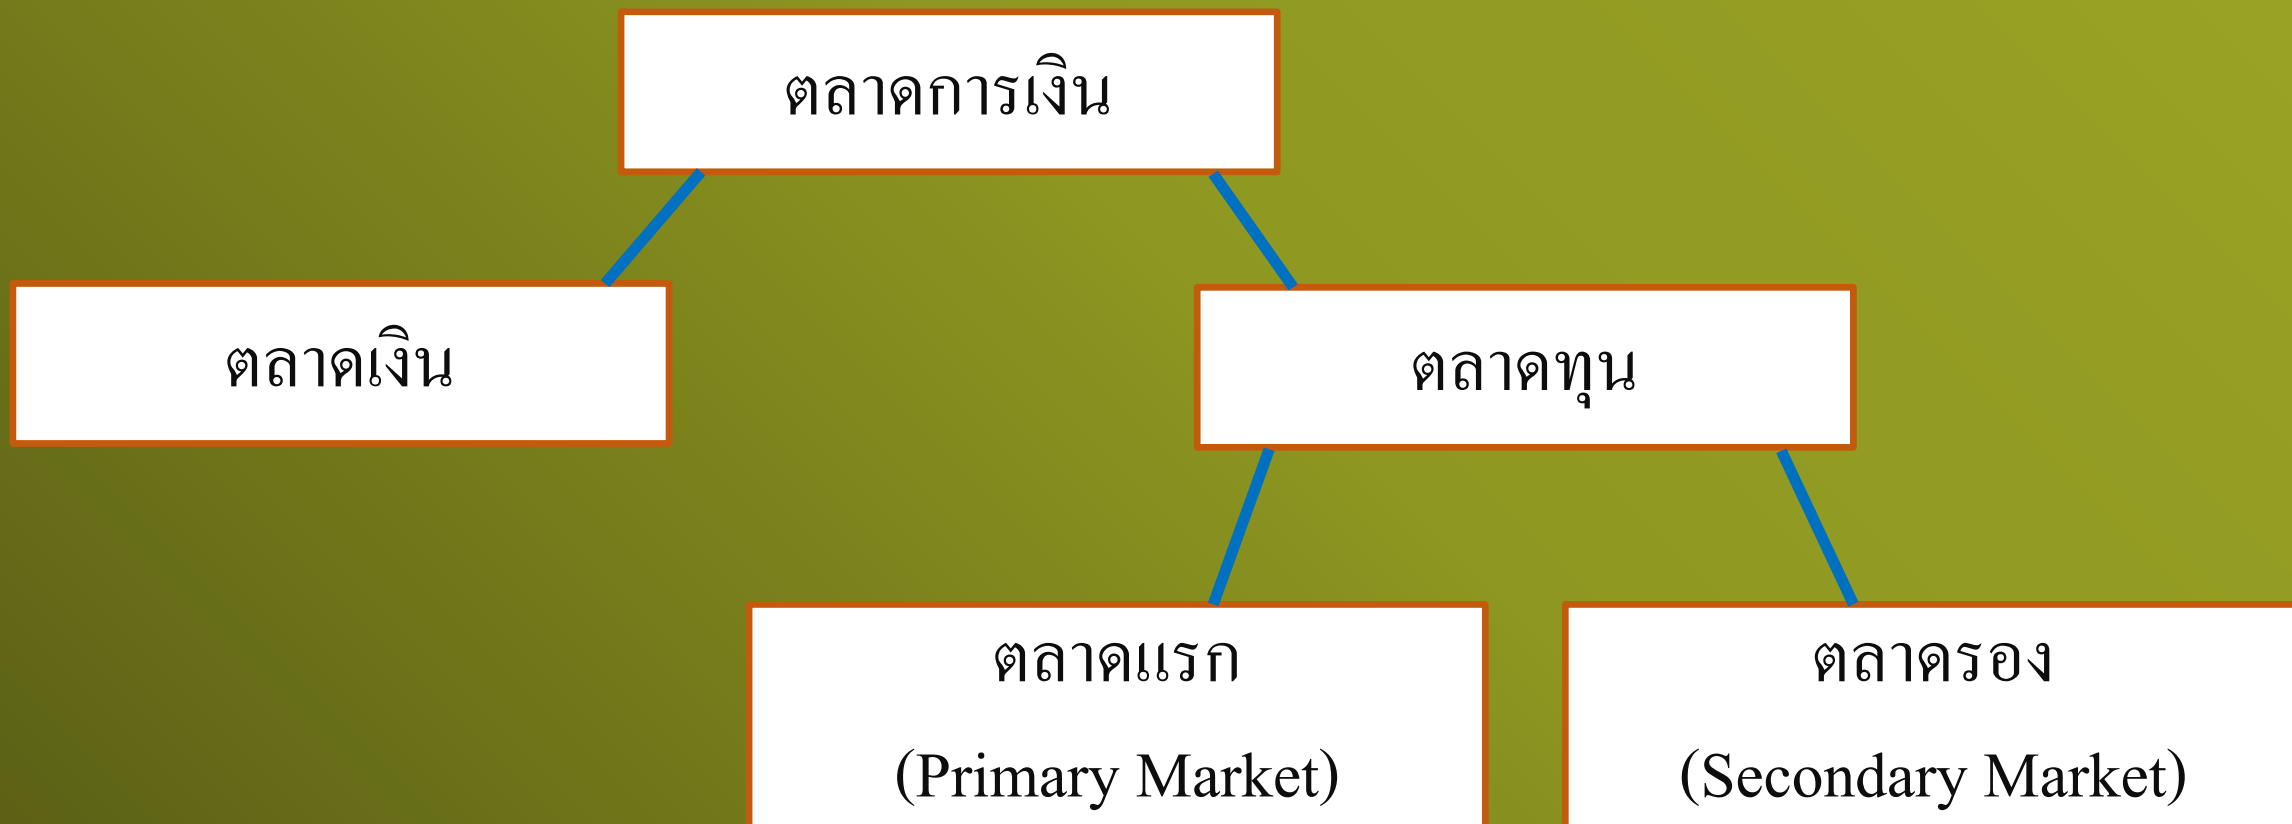 ตลาดการเงิน
ตลาดเงิน
ตลาดทุน
ตลาดแรก
(Primary Market)
ตลาดรอง
(Secondary Market)